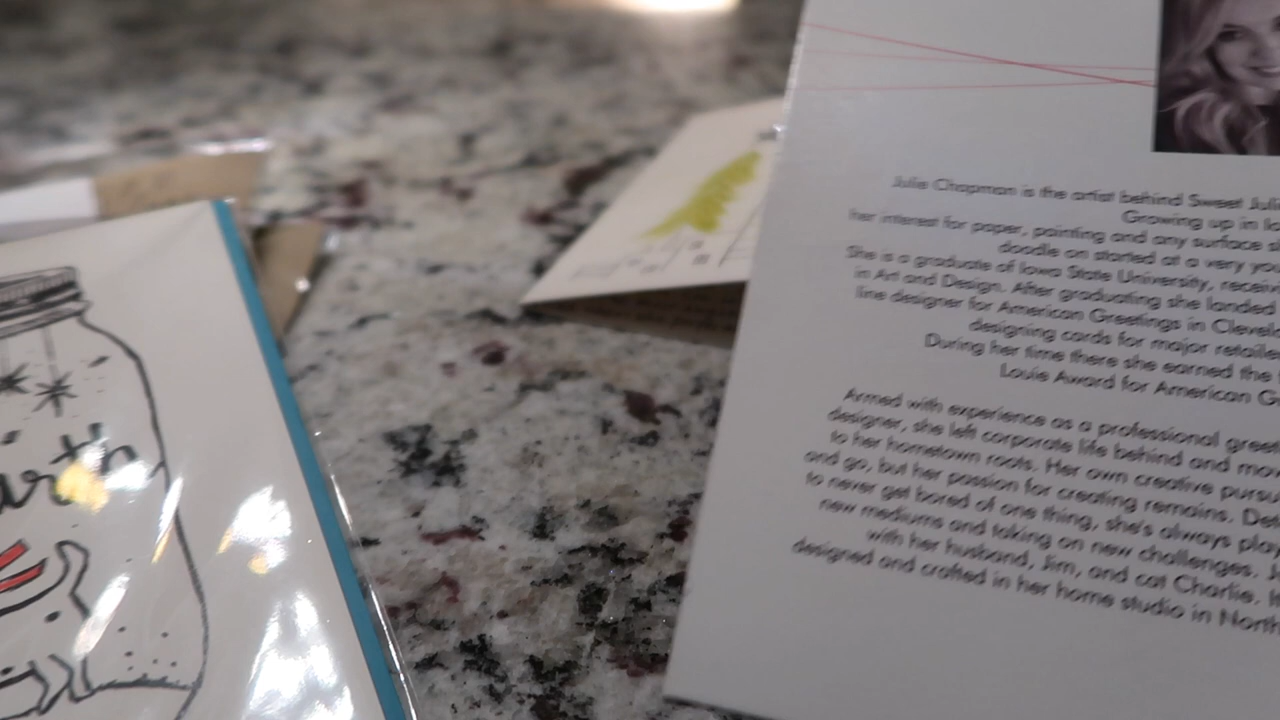 arth
Julie Chapman is the artist behind Sweet Juli
Growing up in Io
her interest for paper, painting and any surface s
doodle on started at a very you
She is a graduate of Iowa State University, receivi
in Art and Design. After graduating she landed
line designer for American Greetings in Clevela
designing cards for major retaile
During her time there she earned the
Louie Award for American G
Armed with experience as a professional greet
designer, she left corporate life behind and mov
to her hometown roots. Her own creative pursu
and go, but her passion for creating remains. Det
to never get bored of one thing, she's always play
new mediums and taking on new challenges. J
with her husband, Jim, and cat Charlie.
designed and crafted in her home studio in North